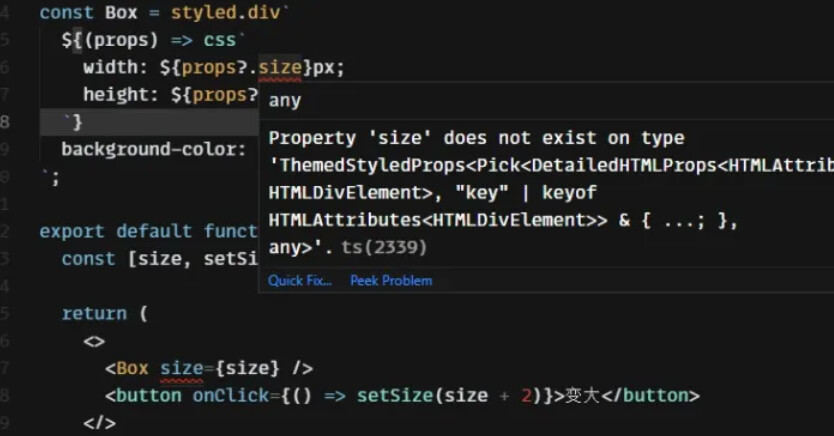 4 const Box = styled.div`
5 ${(props) => css`
6 width: ${props?.size}px;
7 height: ${props?
8 `}
9 background-color:
0 `;
1
2 export default funct
3 const [size, setSi
4
5 return (
6 <>
7 <Box size={size} />
8 <button onClick={() => setSize(size + 2)}>变大</button>
9 </>
any
Property 'size' does not exist on type
'ThemedStyledProps<Pick<DetailedHTMLProps<HTMLAttrib
HTMLDivElement>, "key" | keyof
HTMLAttributes<HTMLDivElement>> & { ...; },
any>'. ts(2339)
Quick Fix... Peek Problem